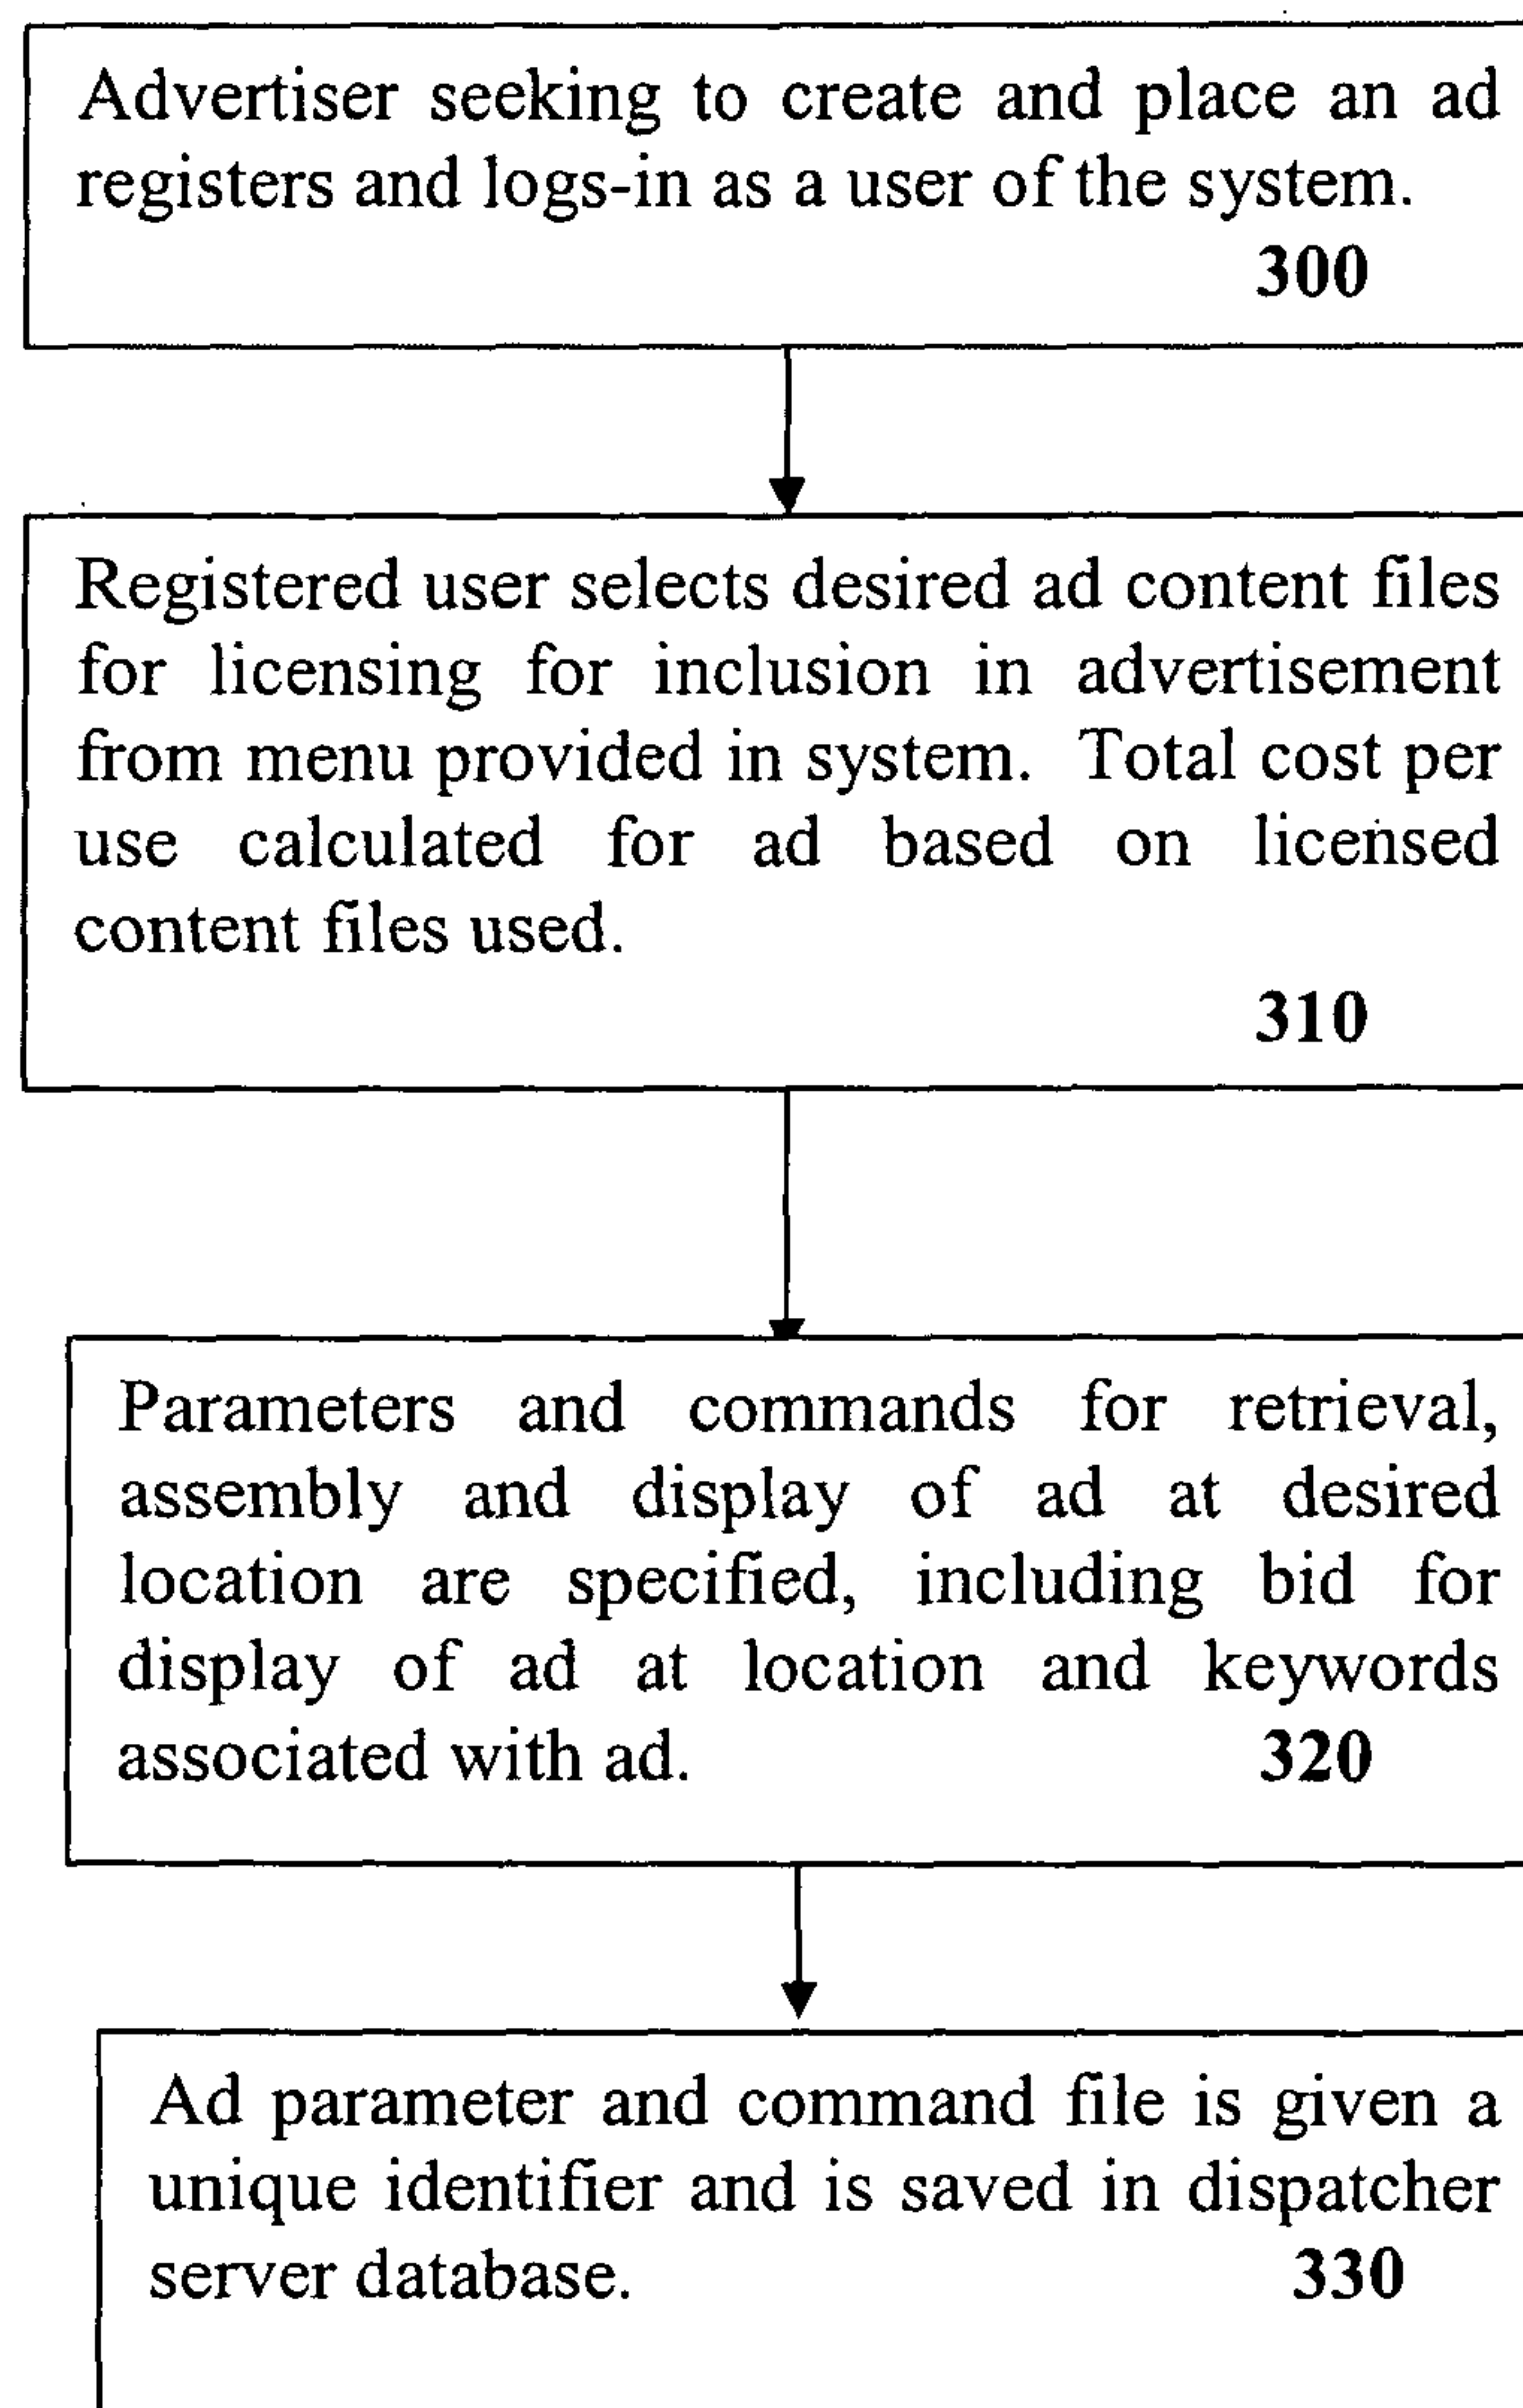 Advertiser seeking to create and place an ad
registers and logs-in as a user of the system.
300
Registered user selects desired ad content files
for licensing for inclusion in advertisement
from menu provided in system. Total cost per
use calculated for ad based on licensed
content files used.
310
Parameters and commands for retrieval,
assembly and display of ad at desired
location are specified, including bid for
display of ad at location and keywords
associated with ad. 320
Ad parameter and command file is given a
unique identifier and is saved in dispatcher
server database. 330